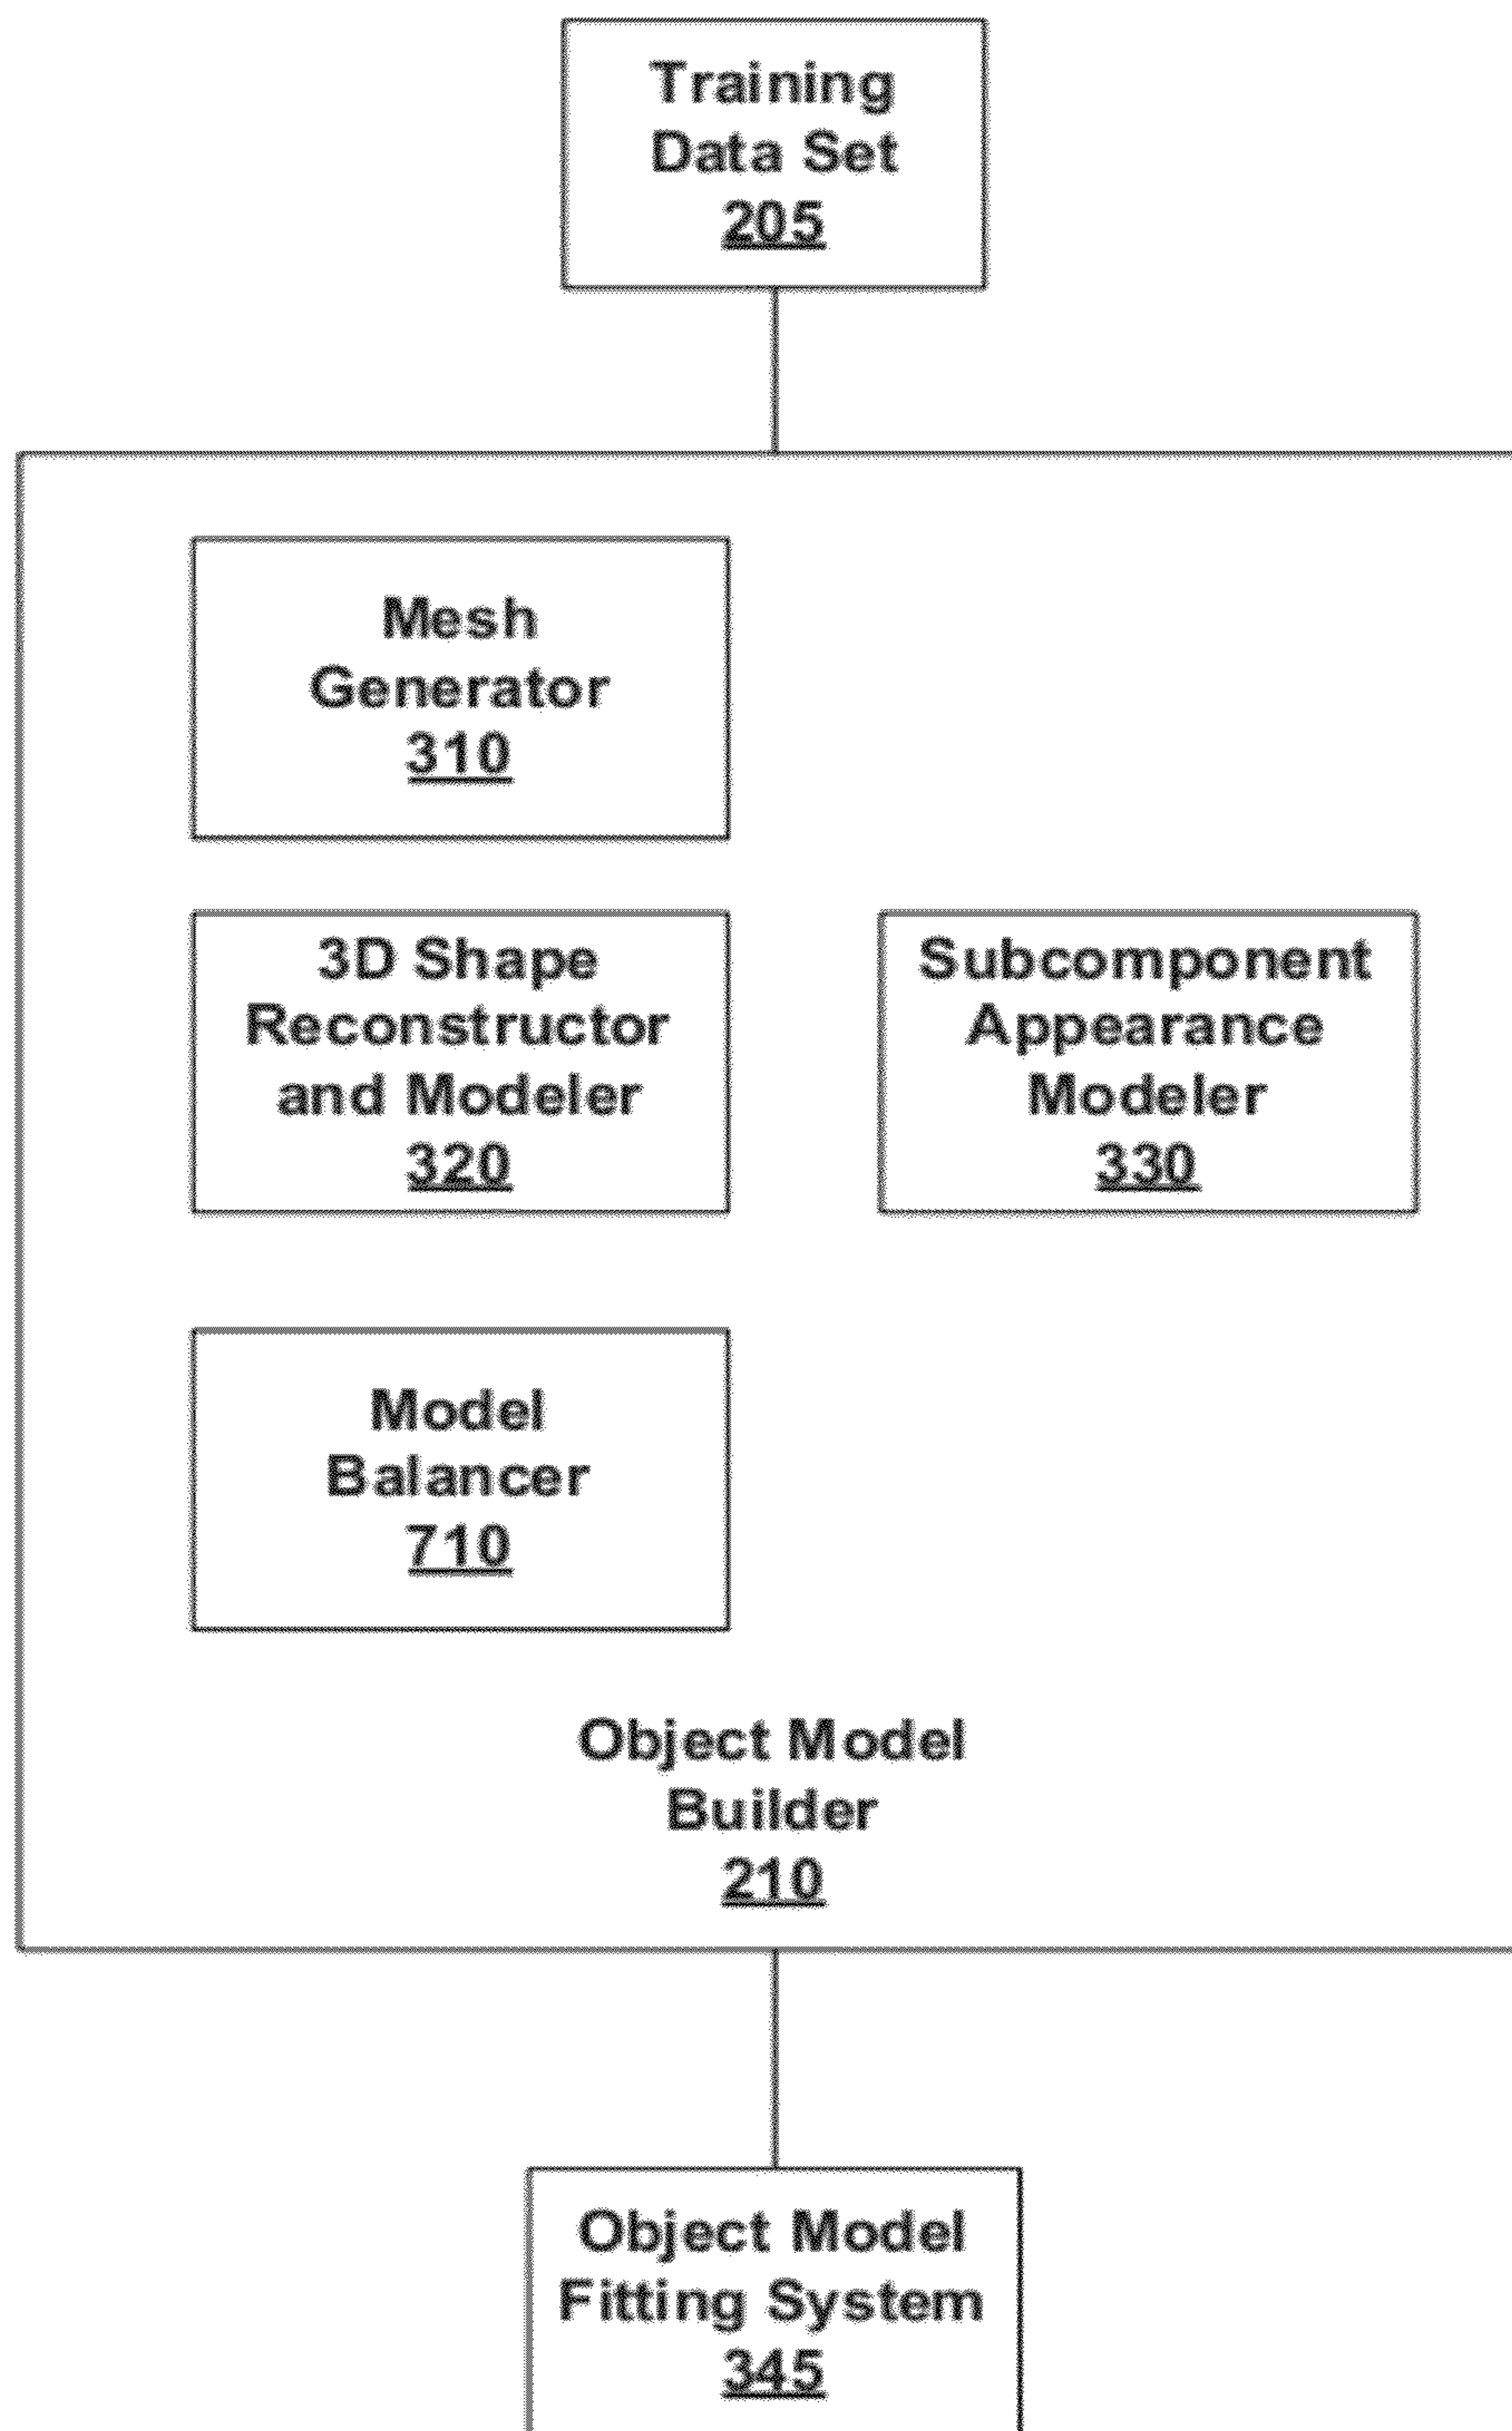 Training
Data Set
205
Mesh
Generator
310
3D Shape
Reconstructor
and Modeler
320
Subcomponent
Appearance
Modeler
330
Model
Balancer
710
Object Model
Builder
210
Object Model
Fitting System
345